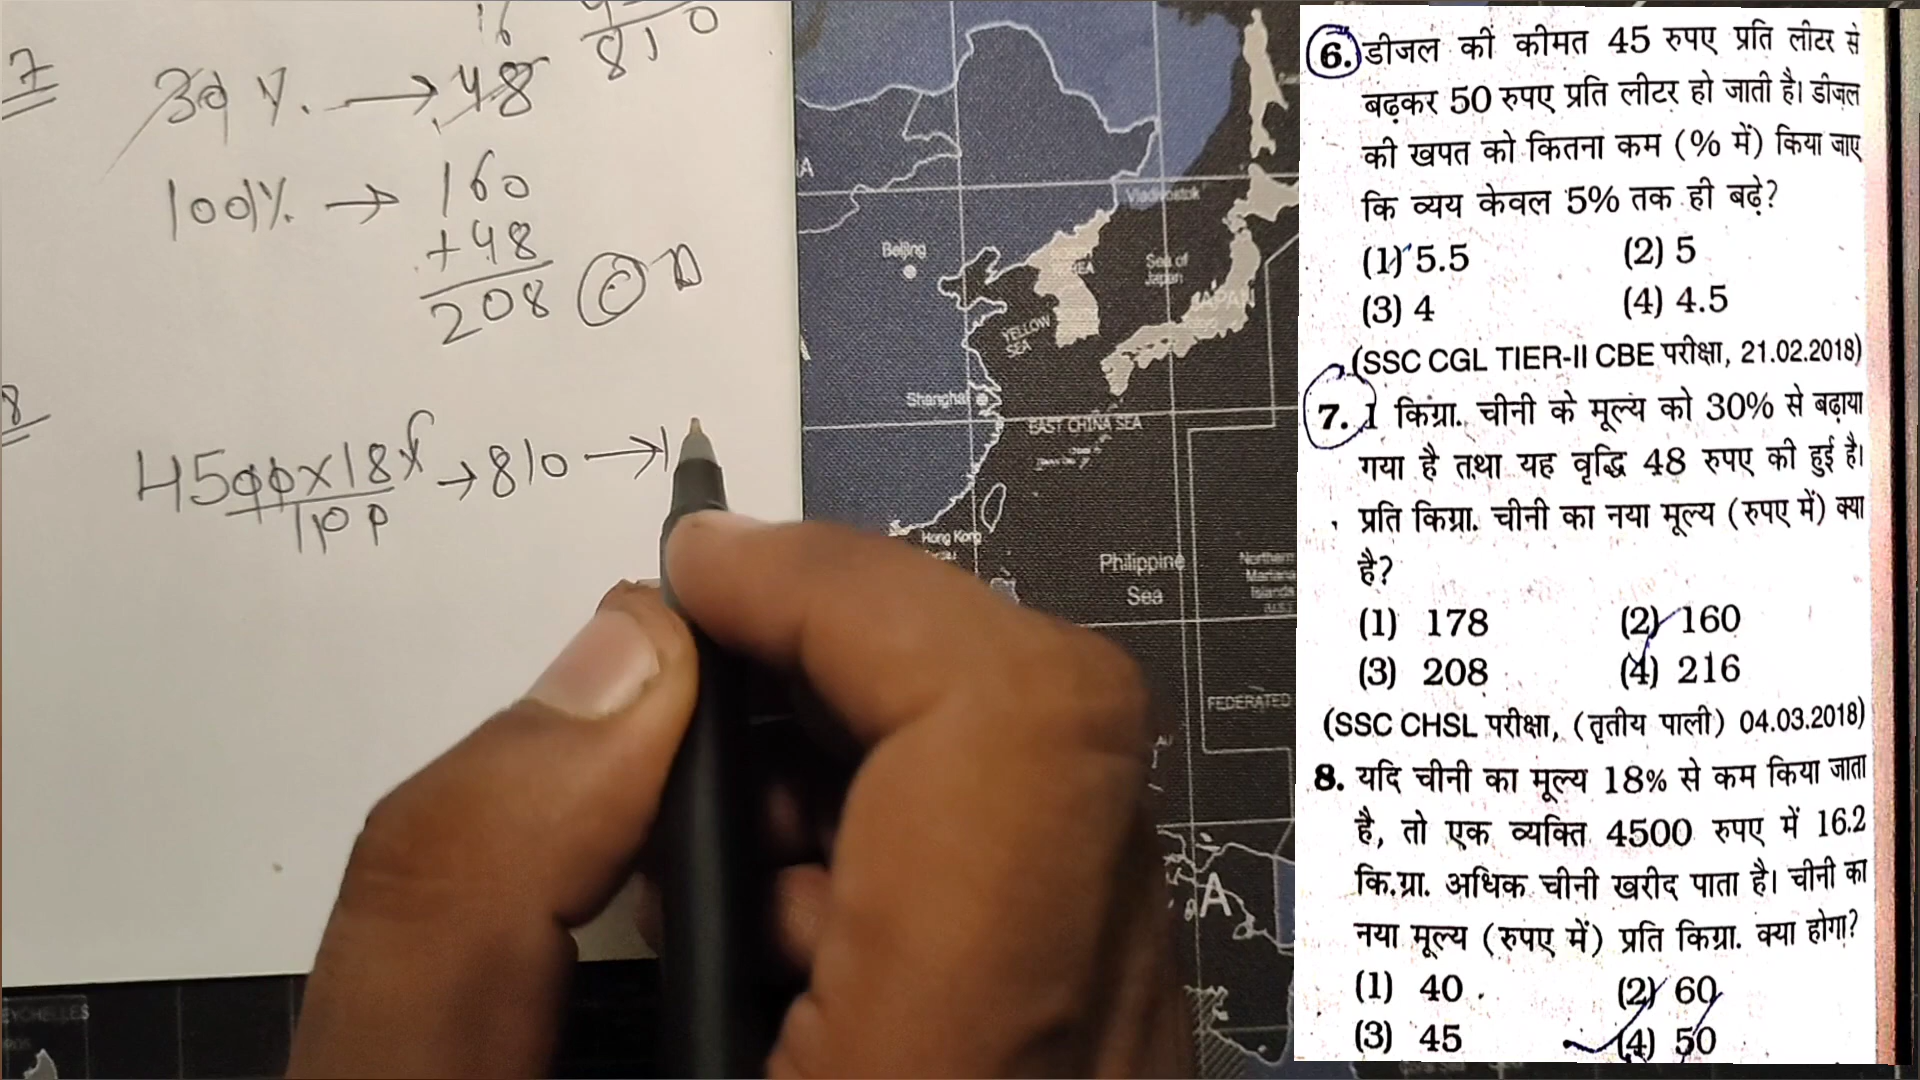 7
30% → 48
16
810
100% → 160
+48
208
8
4500×18
100
→ 810 → 1
A
Vladivostok
Beijing
Sea of
Japan
JAPAN
YELLOW
SEA
Shanghai
EAST CHINA SEA
Hong Kong
Philippine
Sea
FEDERATED
A
6. डीजल की कीमत 45 रुपए प्रति लीटर से
बढ़कर 50 रुपए प्रति लीटर हो जाती है। डीजल
की खपत को कितना कम (% में) किया जाए
कि व्यय केवल 5% तक ही बढ़े?
(1) 5.5 (2) 5
(3) 4 (4) 4.5
(SSC CGL TIER-II CBE परीक्षा, 21.02.2018)
7. 1 किग्रा. चीनी के मूल्य को 30% से बढ़ाया
गया है तथा यह वृद्धि 48 रुपए की हुई है।
प्रति किग्रा. चीनी का नया मूल्य (रुपए में) क्या
है?
(1) 178 (2) 160
(3) 208 (4) 216
(SSC CHSL परीक्षा, (तृतीय पाली) 04.03.2018)
8. यदि चीनी का मूल्य 18% से कम किया जाता
है, तो एक व्यक्ति 4500 रुपए में 16.2
कि.ग्रा. अधिक चीनी खरीद पाता है। चीनी का
नया मूल्य (रुपए में) प्रति किग्रा. क्या होगा?
(1) 40 (2) 60
(3) 45 (4) 50